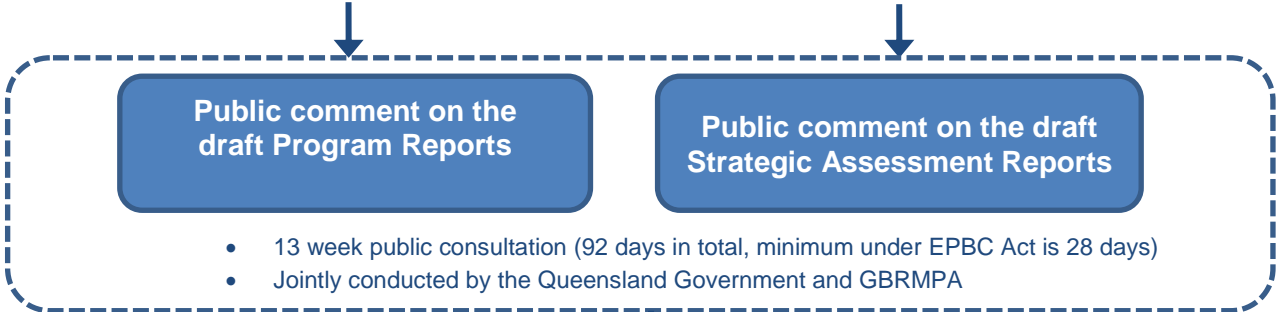 Public comment on the
draft Program Reports
Public comment on the draft
Strategic Assessment Reports
• 13 week public consultation (92 days in total, minimum under EPBC Act is 28 days)
• Jointly conducted by the Queensland Government and GBRMPA